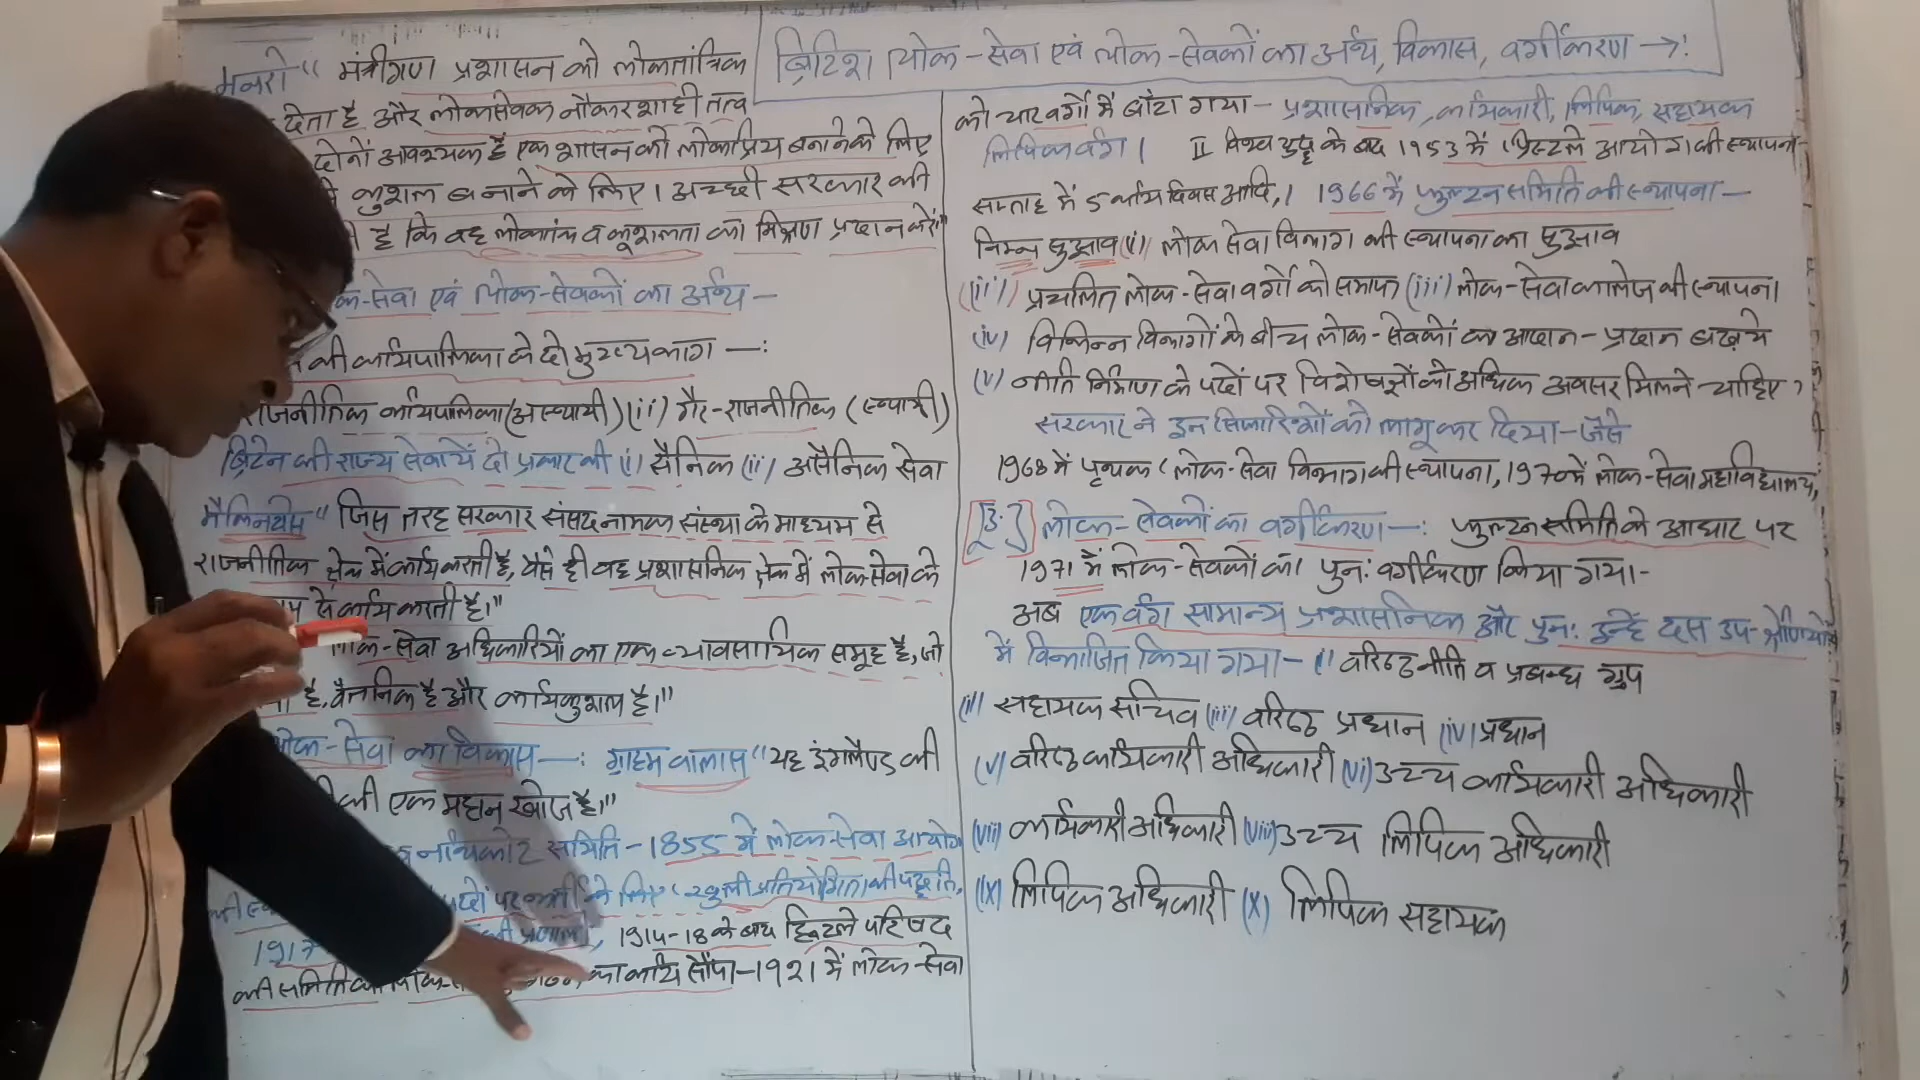 ब्रिटिश लोक-सेवा एवं लोक-सेवकों का अर्थ, विकास, वर्गीकरण →:
मुनरो " मंत्रीगण प्रशासन को लोकतांत्रिक
देता है और लोकसेवक नौकरशाही तत्व
दोनों आवश्यक है एक शासन को लोकप्रिय बनाने के लिए
कुशल बनाने के लिए। अच्छी सरकार की
है कि वह लोकतंत्र व कुशलता का मिश्रण प्रदान करें।"
क-सेवा एवं लोक-सेवकों का अर्थ -
की कार्यपालिका के दो मुख्य भाग -:
राजनीतिक कार्यपालिका (अस्थायी) (ii) गैर-राजनीतिक (स्थायी)
ब्रिटेन की राज्य सेवायें दो प्रकार की (i) सैनिक (ii) असैनिक सेवा
"जिस तरह सरकार संसद नामक संस्था के माध्यम से
राजनीतिक क्षेत्र में कार्य करती है, वैसे ही वह प्रशासनिक क्षेत्र में लोक-सेवा के
से कार्य करती है।"
लोक-सेवा अधिकारियों का एक व्यावसायिक समूह है, जो
है, वैतनिक है और कार्यकुशल है।"
लोक-सेवा का विकास -: ग्राहम वालास "यह इंग्लैण्ड की
की एक महान् खोज है।"
नार्थकोट समिति - 1855 में लोक-सेवा आयोग
की पदों पर भर्ती के लिए 'खुली प्रतियोगिता' की पद्धति,
1917 की प्रणाली, 1914-18 के बाद ह्विटले परिषद
की समिति का कार्य सौंपा - 1921 में लोक-सेवा
को चार वर्गों में बाँटा गया - प्रशासनिक, कार्यकारी, लिपिक, सहायक
लिपिक वर्ग। II विश्व युद्ध के बाद 1953 में प्रिस्टले आयोग की स्थापना-
सप्ताह में 5 कार्य दिवस आदि,। 1966 में फुल्टन समिति की स्थापना -
निम्न सुझाव (i) लोक सेवा विभाग की स्थापना का सुझाव
(ii) प्रचलित लोक-सेवा वर्गों को समाप्त (iii) लोक-सेवा कालेज की स्थापना
(iv) विभिन्न विभागों के बीच लोक-सेवकों का आदान-प्रदान
(v) नीति निर्माण के पदों पर विशेषज्ञों को अधिक अवसर मिलने चाहिए,
सरकार ने इन सिफारिशों को लागू कर दिया - जैसे
1968 में पृथक 'लोक-सेवा विभाग की स्थापना, 1970 में लोक-सेवा महाविद्यालय,
[3.] लोक-सेवकों का वर्गीकरण -: फुल्टन समिति के आधार पर
1971 में लोक-सेवकों का पुनः वर्गीकरण किया गया -
अब एक वर्ग सामान्य प्रशासनिक और पुनः उन्हें दस उप-श्रेणियों
में विभाजित किया गया - (i) वरिष्ठ नीति व प्रबन्ध ग्रुप
(ii) सहायक सचिव (iii) वरिष्ठ प्रधान (iv) प्रधान
(v) वरिष्ठ कार्यकारी अधिकारी (vi) उच्च कार्यकारी अधिकारी
(vii) कार्यकारी अधिकारी (viii) उच्च लिपिक अधिकारी
(ix) लिपिक अधिकारी (x) लिपिक सहायक